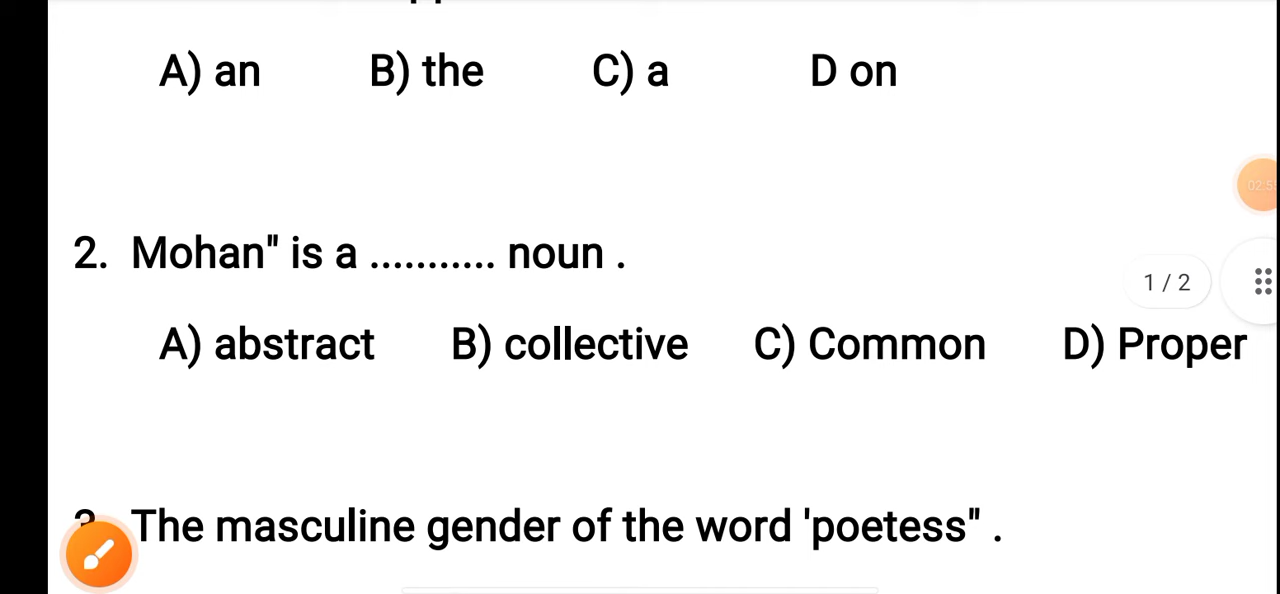 A) an B) the C) a D on
2. Mohan" is a ........... noun .
1 / 2
A) abstract B) collective C) Common D) Proper
The masculine gender of the word 'poetess" .